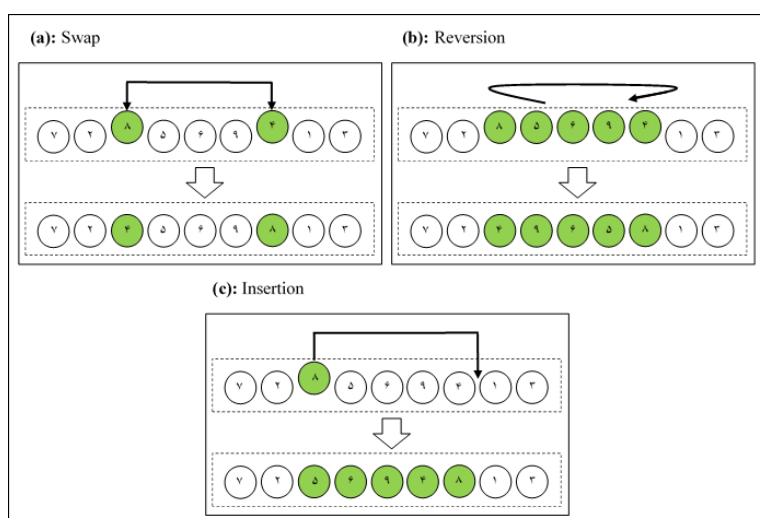 (a): Swap
۷ ۲ ۸ ۵ ۶ ۹ ۴ ۱ ۳
۷ ۲ ۴ ۵ ۶ ۹ ۸ ۱ ۳
(b): Reversion
۷ ۲ ۸ ۵ ۶ ۹ ۴ ۱ ۳
۷ ۲ ۴ ۹ ۶ ۵ ۸ ۱ ۳
(c): Insertion
۷ ۲ ۸ ۵ ۶ ۹ ۴ ۱ ۳
۷ ۲ ۵ ۶ ۹ ۴ ۸ ۱ ۳